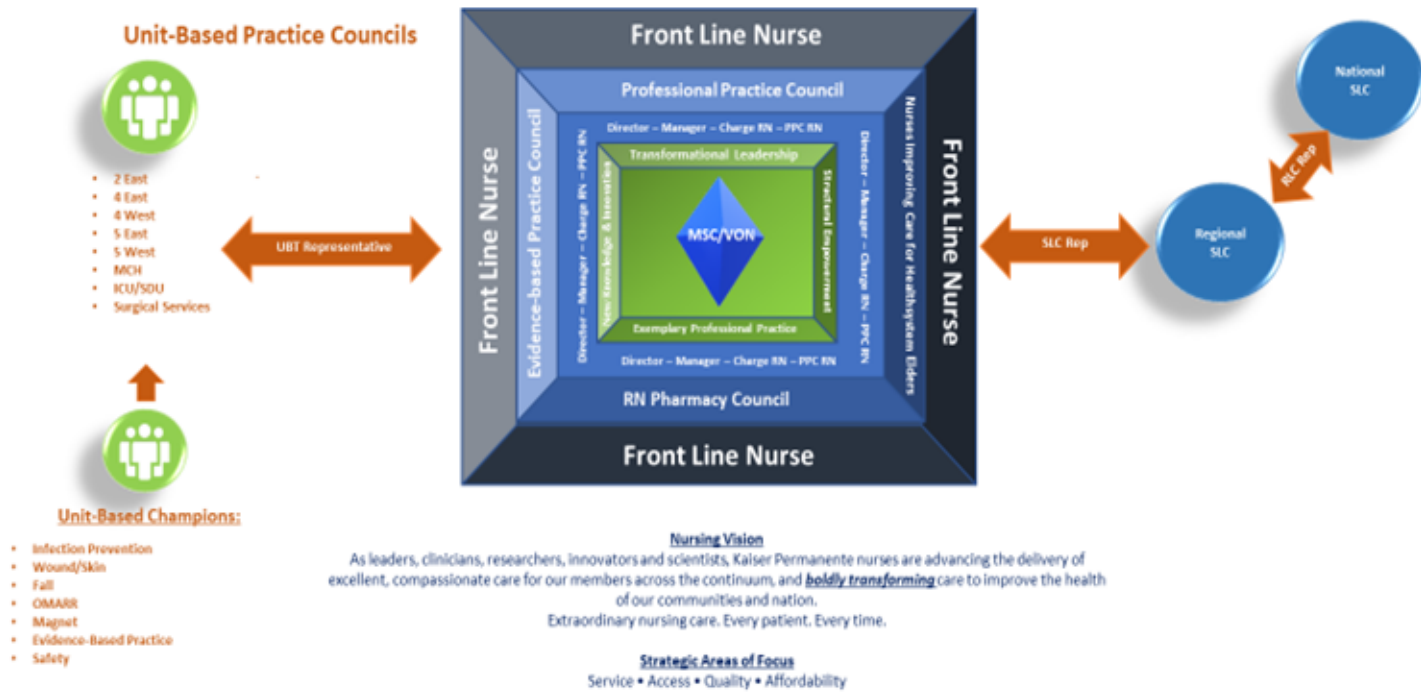 Unit-Based Practice Councils
2 East
4 East
4 West
5 East
5 West
MCH
ICU/SDU
Surgical Services
UBT Representative
Unit-Based Champions:
Infection Prevention
Wound/Skin
Fall
OMARR
Magnet
Evidence-Based Practice
Safety
Front Line Nurse
Front Line Nurse
Front Line Nurse
Front Line Nurse
Professional Practice Council
Evidence-based Practice Council
Nurses Improving Care for Healthsystem Elders
RN Pharmacy Council
Director – Manager – Charge RN – PPC RN
Director – Manager – Charge RN – PPC RN
Director – Manager – Charge RN – PPC RN
Director – Manager – Charge RN – PPC RN
Transformational Leadership
New Knowledge & Innovation
Structural Empowerment
Exemplary Professional Practice
MSC/VON
SLC Rep
Regional
SLC
RLC Rep
National
SLC
Nursing Vision
As leaders, clinicians, researchers, innovators and scientists, Kaiser Permanente nurses are advancing the delivery of
excellent, compassionate care for our members across the continuum, and boldly transforming care to improve the health
of our communities and nation.
Extraordinary nursing care. Every patient. Every time.
Strategic Areas of Focus
Service • Access • Quality • Affordability